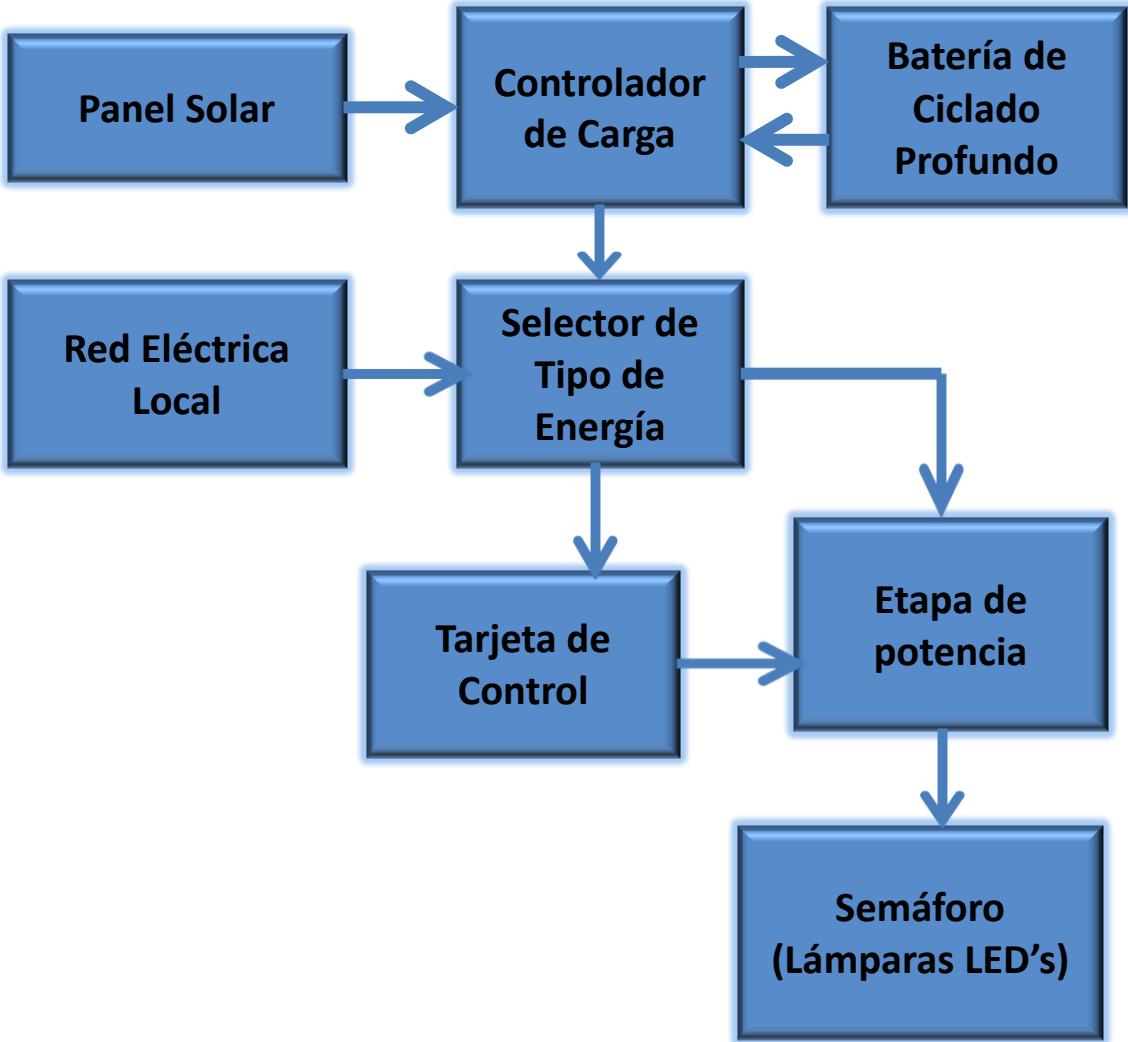 Panel Solar
Controlador
de Carga
Batería de
Ciclado
Profundo
Red Eléctrica
Local
Selector de
Tipo de
Energía
Tarjeta de
Control
Etapa de
potencia
Semáforo
(Lámparas LED’s)